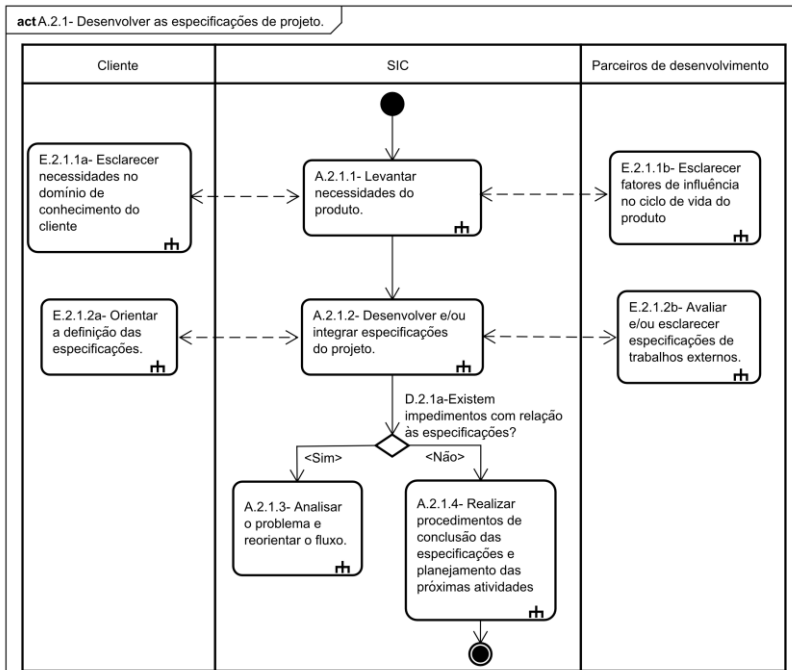 act A.2.1- Desenvolver as especificações de projeto.
Cliente
SIC
Parceiros de desenvolvimento
E.2.1.1a- Esclarecer
necessidades no
domínio de
conhecimento do
cliente
A.2.1.1- Levantar
necessidades do
produto.
E.2.1.1b- Esclarecer
fatores de influência
no ciclo de vida do
produto
E.2.1.2a- Orientar
a definição das
especificações.
A.2.1.2- Desenvolver e/ou
integrar especificações
do projeto.
E.2.1.2b- Avaliar
e/ou esclarecer
especificações de
trabalhos externos.
D.2.1a-Existem
impedimentos com relação
às especificações?
<Sim>
<Não>
A.2.1.3- Analisar
o problema e
reorientar o fluxo.
A.2.1.4- Realizar
procedimentos de
conclusão das
especificações e
planejamento das
próximas atividades